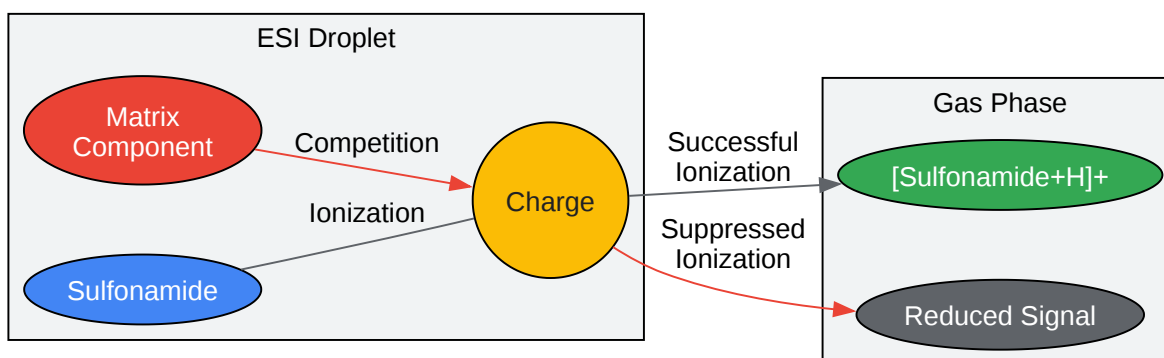 ESI Droplet
Matrix
Component
Competition
Ionization
Sulfonamide
Charge
Successful
Ionization
Suppressed
Ionization
Gas Phase
[Sulfonamide+H]+
Reduced Signal